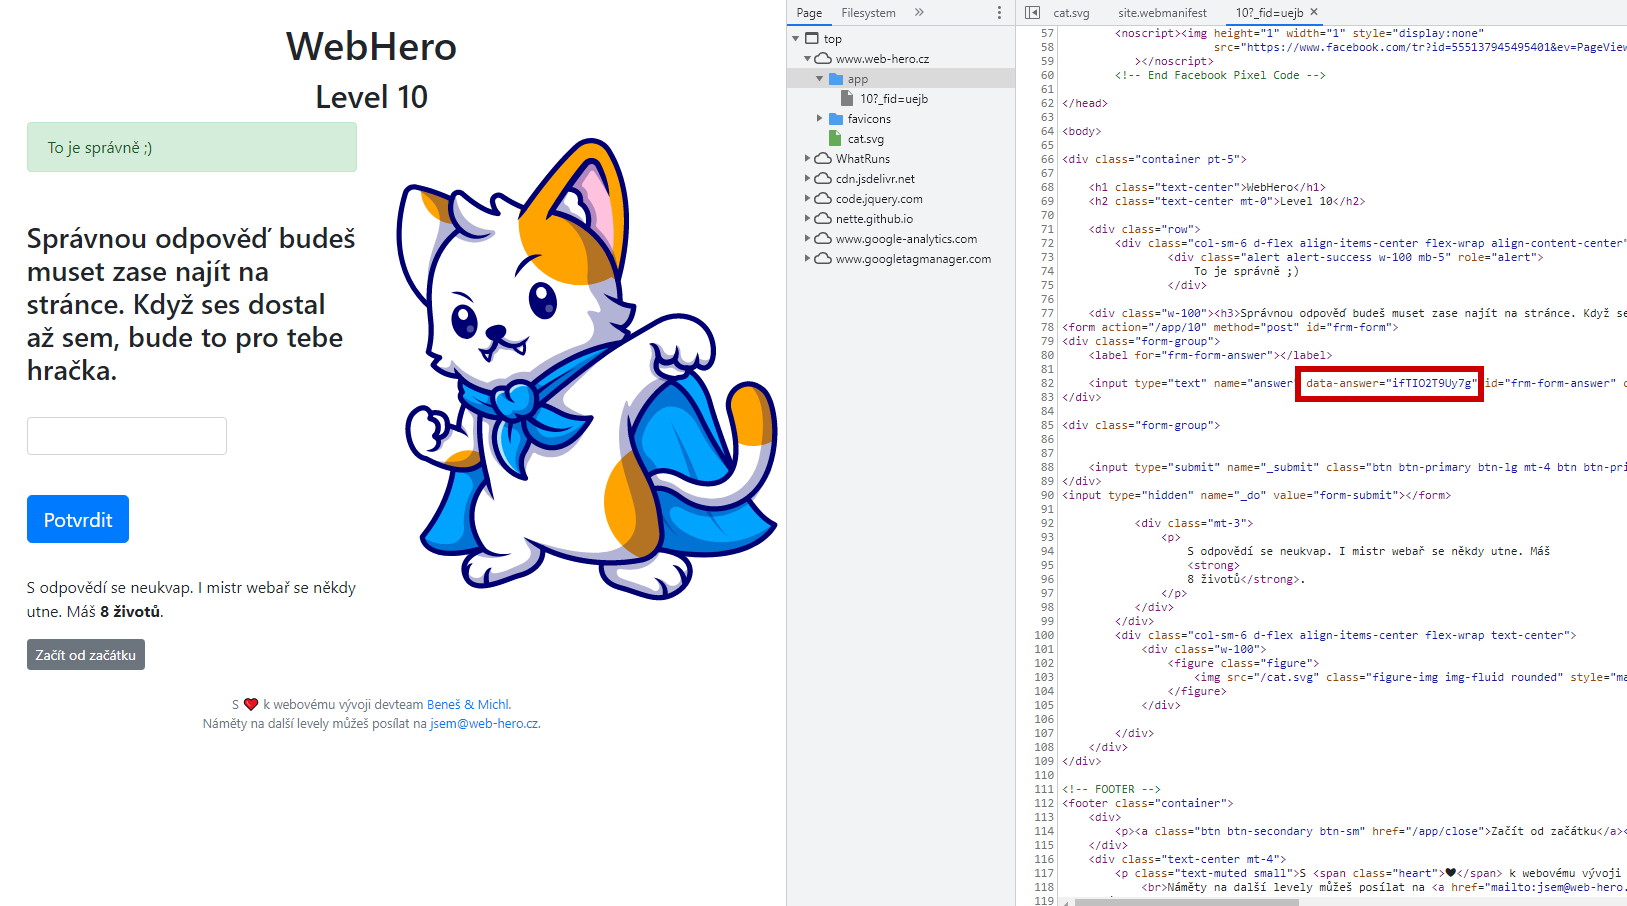 WebHero
Level 10
To je správně ;)
Správnou odpověď budeš
muset zase najít na
stránce. Když ses dostal
až sem, bude to pro tebe
hračka.
Potvrdit
S odpovědí se neukvap. I mistr webař se někdy
utne. Máš 8 životů.
Začít od začátku
S ❤ k webovému vývoji devteam Beneš & Michl.
Náměty na další levely můžeš posílat na jsem@web-hero.cz.
Page Filesystem »
top
www.web-hero.cz
app
10?_fid=uejb
favicons
cat.svg
WhatRuns
cdn.jsdelivr.net
code.jquery.com
nette.github.io
www.google-analytics.com
www.googletagmanager.com
cat.svg site.webmanifest 10?_fid=uejb ×
57 <noscript><img height="1" width="1" style="display:none"
58 src="https://www.facebook.com/tr?id=555137945495401&ev=PageView
59 ></noscript>
60 <!-- End Facebook Pixel Code -->
61
62 </head>
63
64 <body>
65
66 <div class="container pt-5">
67
68 <h1 class="text-center">WebHero</h1>
69 <h2 class="text-center mt-0">Level 10</h2>
70
71 <div class="row">
72 <div class="col-sm-6 d-flex align-items-center flex-wrap align-content-center"
73 <div class="alert alert-success w-100 mb-5" role="alert">
74 To je správně ;)
75 </div>
76
77 <div class="w-100"><h3>Správnou odpověď budeš muset zase najít na stránce. Když se
78 <form action="/app/10" method="post" id="frm-form">
79 <div class="form-group">
80 <label for="frm-form-answer"></label>
81
82 <input type="text" name="answer" data-answer="ifTIO2T9Uy7g" id="frm-form-answer" c
83 </div>
84
85 <div class="form-group">
86
87
88 <input type="submit" name="_submit" class="btn btn-primary btn-lg mt-4 btn btn-pri
89 </div>
90 <input type="hidden" name="_do" value="form-submit"></form>
91
92 <div class="mt-3">
93 <p>
94 S odpovědí se neukvap. I mistr webař se někdy utne. Máš
95 <strong>
96 8 životů</strong>.
97 </p>
98 </div>
99 </div>
100 <div class="col-sm-6 d-flex align-items-center flex-wrap text-center">
101 <div class="w-100">
102 <figure class="figure">
103 <img src="/cat.svg" class="figure-img img-fluid rounded" style="ma
104 </figure>
105 </div>
106
107 </div>
108 </div>
109 </div>
110
111 <!-- FOOTER -->
112 <footer class="container">
113 <div>
114 <p><a class="btn btn-secondary btn-sm" href="/app/close">Začít od začátku</a><
115 </div>
116 <div class="text-center mt-4">
117 <p class="text-muted small">S <span class="heart">♥</span> k webovému vývoji
118 <br>Náměty na další levely můžeš posílat na <a href="mailto:jsem@web-hero.
119